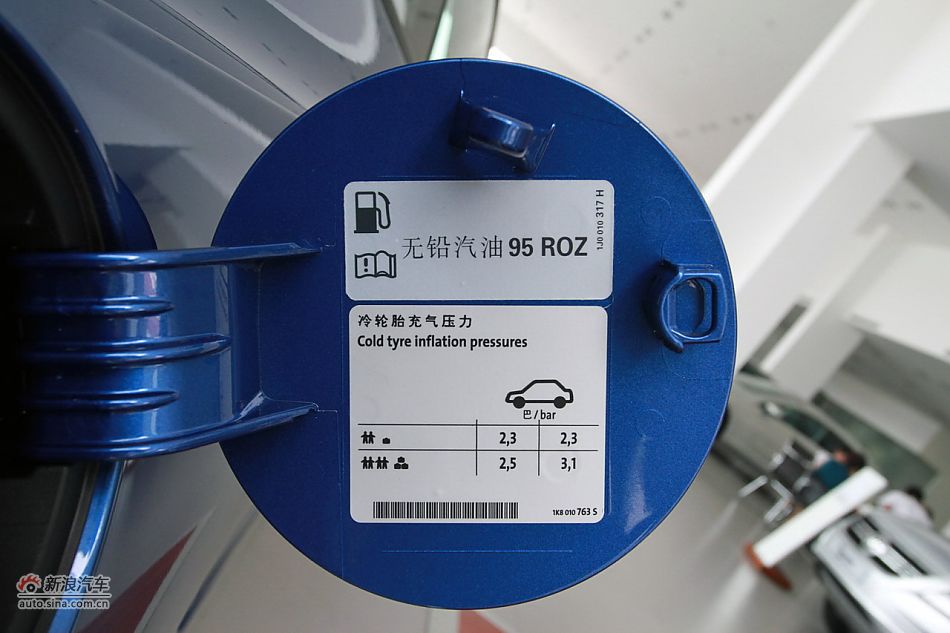 无铅汽油 95 ROZ
1J0 010 317 H
冷轮胎充气压力
Cold tyre inflation pressures
巴 / bar
2,3 2,3
2,5 3,1
1K8 010 763 S
新浪汽车
auto.sina.com.cn